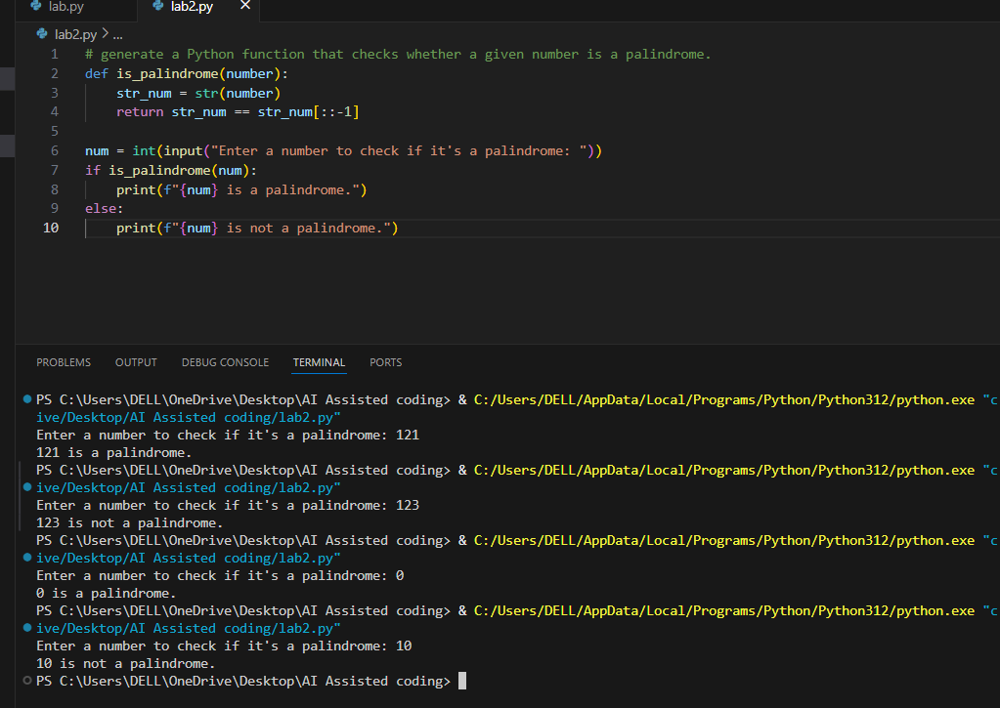 lab.py lab2.py ✕
lab2.py > ...
1 # generate a Python function that checks whether a given number is a palindrome.
2 def is_palindrome(number):
3     str_num = str(number)
4     return str_num == str_num[::-1]
5
6 num = int(input("Enter a number to check if it's a palindrome: "))
7 if is_palindrome(num):
8     print(f"{num} is a palindrome.")
9 else:
10     print(f"{num} is not a palindrome.")
PROBLEMS OUTPUT DEBUG CONSOLE TERMINAL PORTS
PS C:\Users\DELL\OneDrive\Desktop\AI Assisted coding> & C:/Users/DELL/AppData/Local/Programs/Python/Python312/python.exe "c
ive/Desktop/AI Assisted coding/lab2.py"
Enter a number to check if it's a palindrome: 121
121 is a palindrome.
PS C:\Users\DELL\OneDrive\Desktop\AI Assisted coding> & C:/Users/DELL/AppData/Local/Programs/Python/Python312/python.exe "c
ive/Desktop/AI Assisted coding/lab2.py"
Enter a number to check if it's a palindrome: 123
123 is not a palindrome.
PS C:\Users\DELL\OneDrive\Desktop\AI Assisted coding> & C:/Users/DELL/AppData/Local/Programs/Python/Python312/python.exe "c
ive/Desktop/AI Assisted coding/lab2.py"
Enter a number to check if it's a palindrome: 0
0 is a palindrome.
PS C:\Users\DELL\OneDrive\Desktop\AI Assisted coding> & C:/Users/DELL/AppData/Local/Programs/Python/Python312/python.exe "c
ive/Desktop/AI Assisted coding/lab2.py"
Enter a number to check if it's a palindrome: 10
10 is not a palindrome.
PS C:\Users\DELL\OneDrive\Desktop\AI Assisted coding>